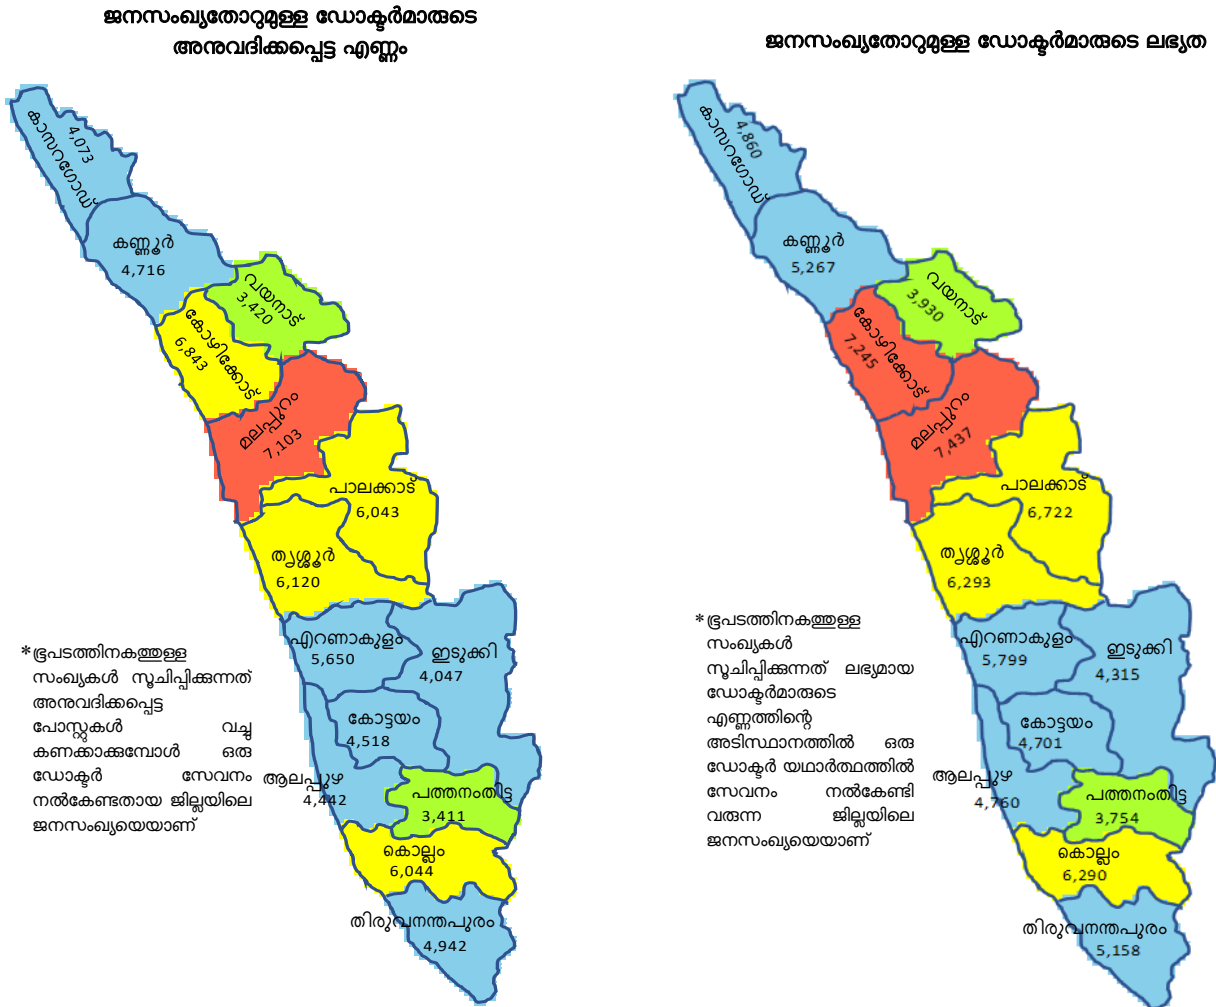 ജനസംഖ്യതോറുമുള്ള ഡോക്ടർമാരുടെ
അനുവദിക്കപ്പെട്ട എണ്ണം
കാസറഗോഡ്
4,073
കണ്ണൂർ
4,716
വയനാട്
3,420
കോഴിക്കോട്
6,843
മലപ്പുറം
7,103
പാലക്കാട്
6,043
തൃശ്ശൂർ
6,120
എറണാകുളം
5,650
ഇടുക്കി
4,047
കോട്ടയം
4,518
ആലപ്പുഴ
4,442
പത്തനംതിട്ട
3,411
കൊല്ലം
6,044
തിരുവനന്തപുരം
4,942
*ഭൂപടത്തിനകത്തുള്ള
സംഖ്യകൾ സൂചിപ്പിക്കുന്നത്
അനുവദിക്കപ്പെട്ട
പോസ്റ്റുകൾ വച്ചു
കണക്കാക്കുമ്പോൾ ഒരു
ഡോക്ടർ സേവനം
നൽകേണ്ടതായ ജില്ലയിലെ
ജനസംഖ്യയെയാണ്
ജനസംഖ്യതോറുമുള്ള ഡോക്ടർമാരുടെ ലഭ്യത
കാസറഗോഡ്
4,860
കണ്ണൂർ
5,267
വയനാട്
3,930
കോഴിക്കോട്
7,245
മലപ്പുറം
7,437
പാലക്കാട്
6,722
തൃശ്ശൂർ
6,293
എറണാകുളം
5,799
ഇടുക്കി
4,315
കോട്ടയം
4,701
ആലപ്പുഴ
4,760
പത്തനംതിട്ട
3,754
കൊല്ലം
6,290
തിരുവനന്തപുരം
5,158
*ഭൂപടത്തിനകത്തുള്ള
സംഖ്യകൾ
സൂചിപ്പിക്കുന്നത് ലഭ്യമായ
ഡോക്ടർമാരുടെ
എണ്ണത്തിന്റെ
അടിസ്ഥാനത്തിൽ ഒരു
ഡോക്ടർ യഥാർത്ഥത്തിൽ
സേവനം നൽകേണ്ടി
വരുന്ന ജില്ലയിലെ
ജനസംഖ്യയെയാണ്